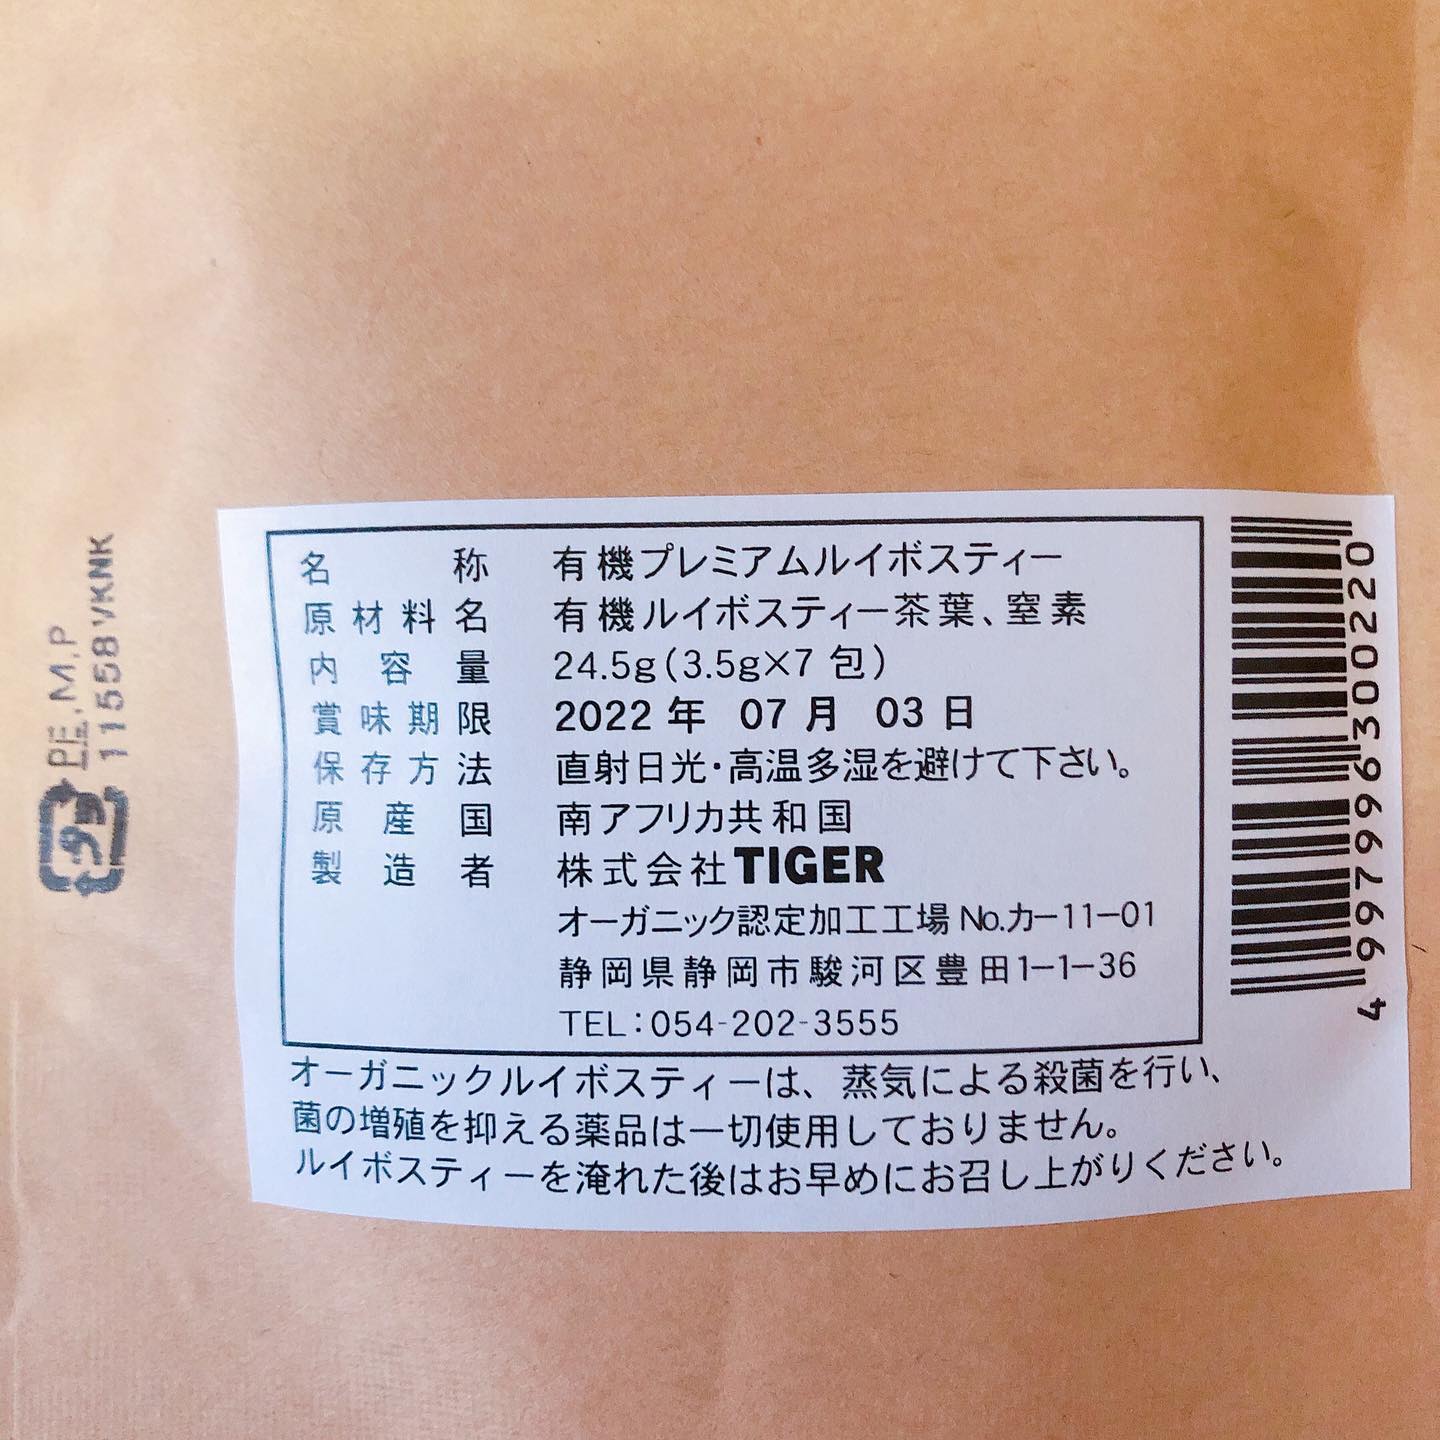 名称 有機プレミアムルイボスティー
原材料名 有機ルイボスティー茶葉、窒素
内容量 24.5g(3.5g×7 包)
賞味期限 2022 年 07 月 03 日
保存方法 直射日光・高温多湿を避けて下さい。
原産国 南アフリカ共和国
製造者 株式会社TIGER
オーガニック認定加工工場 No.カー11-01
静岡県静岡市駿河区豊田1-1-36
TEL:054-202-3555
オーガニックルイボスティーは、蒸気による殺菌を行い、
菌の増殖を抑える薬品は一切使用しておりません。
ルイボスティーを淹れた後はお早めにお召し上がりください。
4997996300220
プラ PE,M,P
11558 VKNK